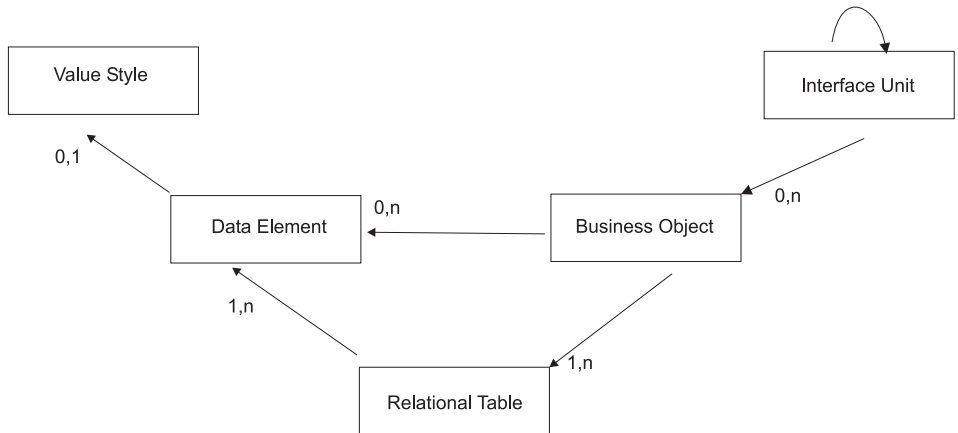 Value Style
Interface Unit
0,1
0,n
Data Element
0,n
Business Object
1,n
1,n
Relational Table